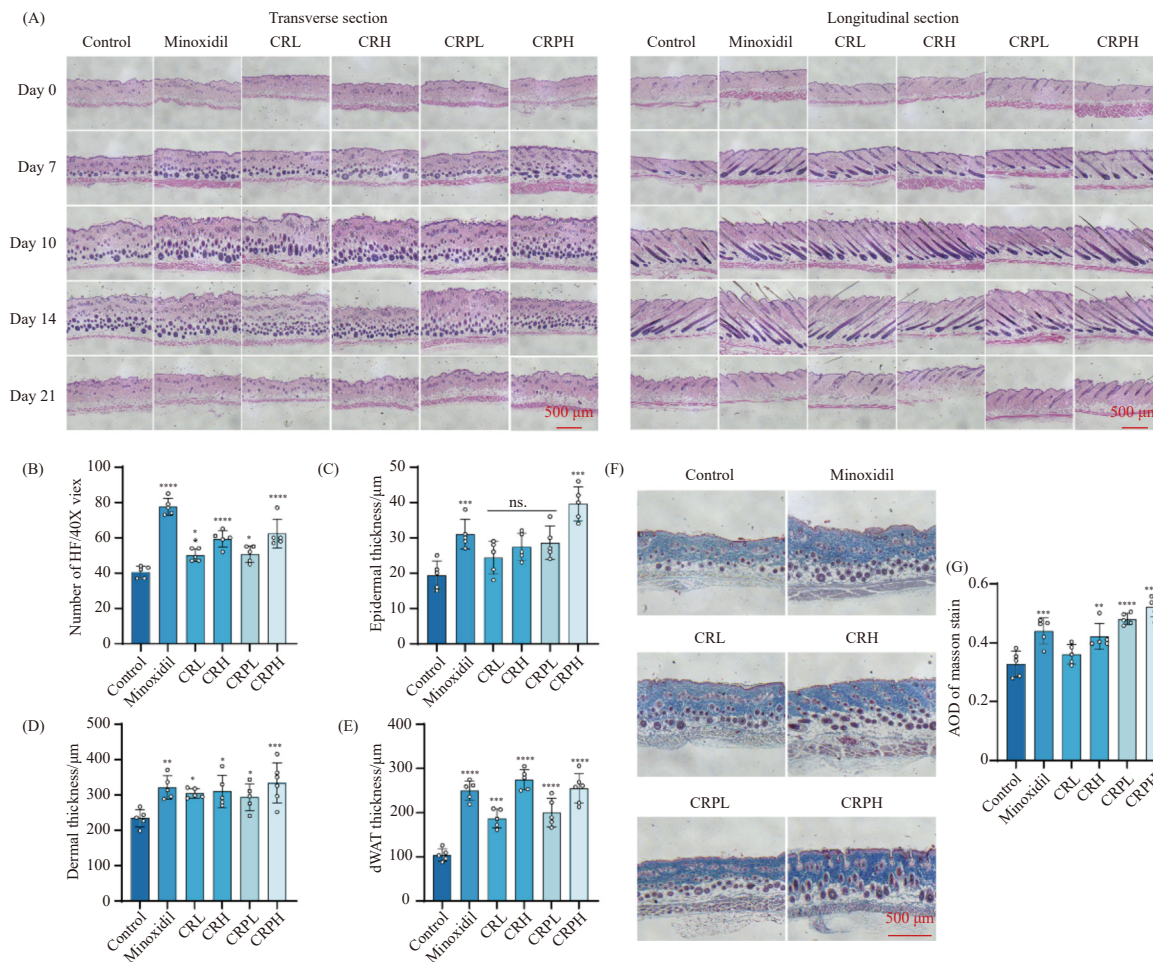 (A)
Transverse section
Longitudinal section
Control Minoxidil CRL CRH CRPL CRPH
Control Minoxidil CRL CRH CRPL CRPH
Day 0
Day 7
Day 10
Day 14
Day 21
500 μm
500 μm
(B)
Number of HF/40X viex
100
80
60
40
20
0
****
*
*
****
*
****
Control
Minoxidil
CRL
CRH
CRPL
CRPH
(C)
Epidermal thickness/μm
50
40
30
20
10
0
***
ns.
***
Control
Minoxidil
CRL
CRH
CRPL
CRPH
(D)
Dermal thickness/μm
500
400
300
200
100
0
**
*
*
*
***
Control
Minoxidil
CRL
CRH
CRPL
CRPH
(E)
dWAT thickness/μm
400
300
200
100
0
****
***
****
****
****
Control
Minoxidil
CRL
CRH
CRPL
CRPH
(F)
Control
Minoxidil
CRL
CRH
CRPL
CRPH
500 μm
(G)
AOD of masson stain
0.6
0.4
0.2
0
***
**
****
**
Control
Minoxidil
CRL
CRH
CRPL
CRPH